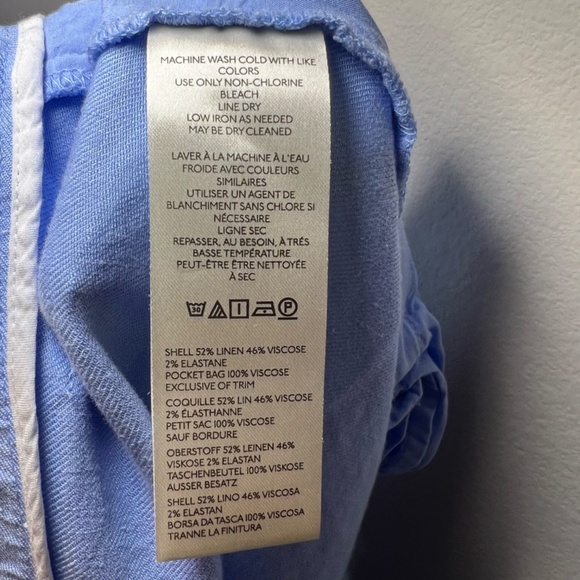 MACHINE WASH COLD WITH LIKE
COLORS
USE ONLY NON-CHLORINE
BLEACH
LINE DRY
LOW IRON AS NEEDED
MAY BE DRY CLEANED
LAVER À LA MACHINE À L'EAU
FROIDE AVEC COULEURS
SIMILAIRES
UTILISER UN AGENT DE
BLANCHIMENT SANS CHLORE SI
NÉCESSAIRE
LIGNE SEC
REPASSER, AU BESOIN, À TRÉS
BASSE TEMPÉRATURE
PEUT-ÊTRE ÊTRE NETTOYÉE
À SEC
30 P
SHELL 52% LINEN 46% VISCOSE
2% ELASTANE
POCKET BAG 100% VISCOSE
EXCLUSIVE OF TRIM
COQUILLE 52% LIN 46% VISCOSE
2% ÉLASTHANNE
PETIT SAC 100% VISCOSE
SAUF BORDURE
OBERSTOFF 52% LEINEN 46%
VISKOSE 2% ELASTAN
TASCHENBEUTEL 100% VISKOSE
AUSSER BESATZ
SHELL 52% LINO 46% VISCOSA
2% ELASTAN
BORSA DA TASCA 100% VISCOSA
TRANNE LA FINITURA